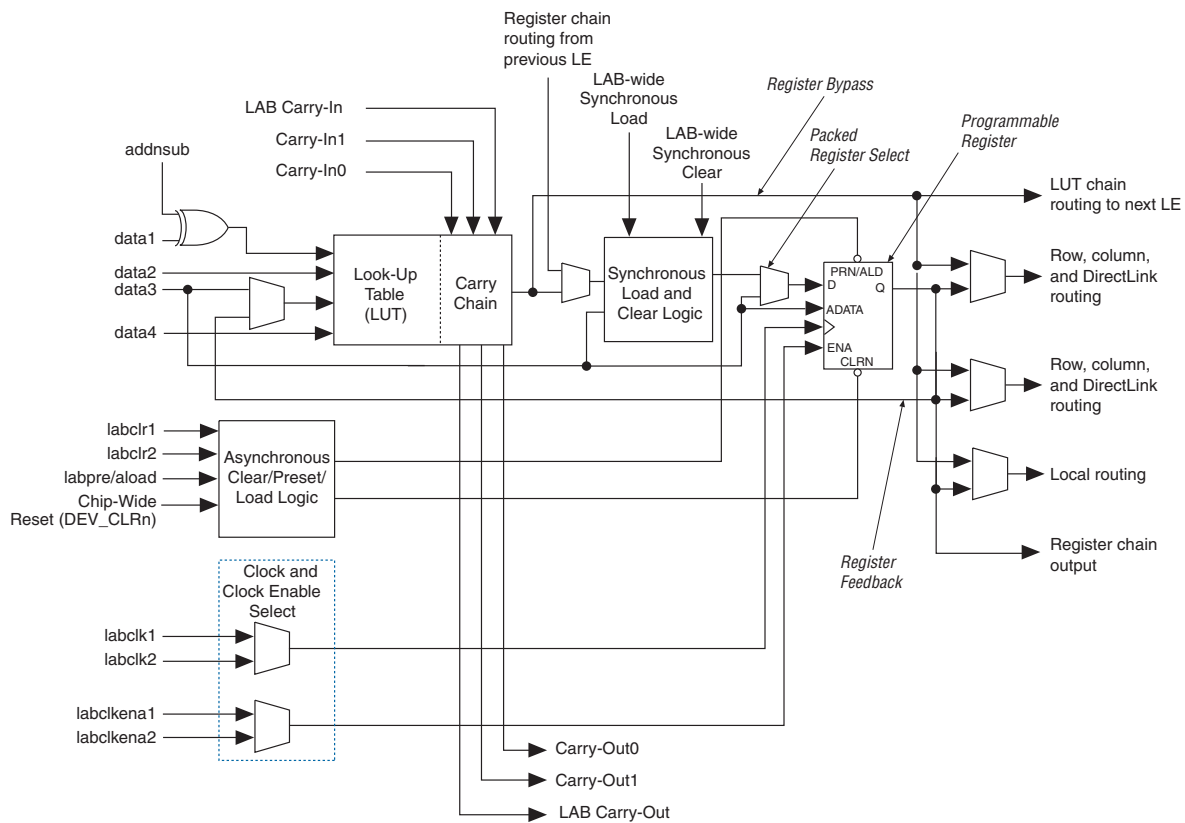 Register chain
routing from
previous LE
LAB-wide
Synchronous
Load
LAB-wide
Synchronous
Clear
Register Bypass
Packed
Register Select
Programmable
Register
LAB Carry-In
Carry-In1
Carry-In0
addnsub
data1
data2
data3
data4
Look-Up
Table
(LUT)
Carry
Chain
Synchronous
Load and
Clear Logic
PRN/ALD
D
Q
ADATA
ENA
CLRN
LUT chain
routing to next LE
Row, column,
and DirectLink
routing
Row, column,
and DirectLink
routing
Local routing
Register chain
output
Register
Feedback
labclr1
labclr2
labpre/aload
Chip-Wide
Reset (DEV_CLRn)
Asynchronous
Clear/Preset/
Load Logic
Clock and
Clock Enable
Select
labclk1
labclk2
labclkena1
labclkena2
Carry-Out0
Carry-Out1
LAB Carry-Out